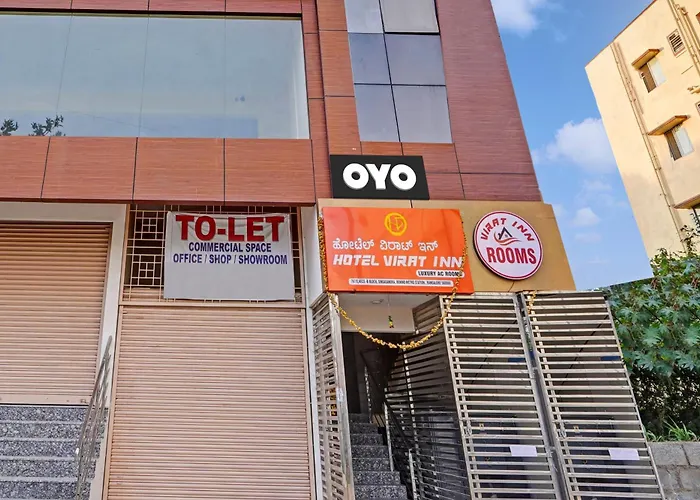 OYO
TO-LET
COMMERCIAL SPACE
OFFICE / SHOP / SHOWROOM
ಹೋಟೆಲ್ ವಿರಾಟ್ ಇನ್
HOTEL VIRAT INN
LUXURY AC ROOMS
VIRAT INN
ROOMS